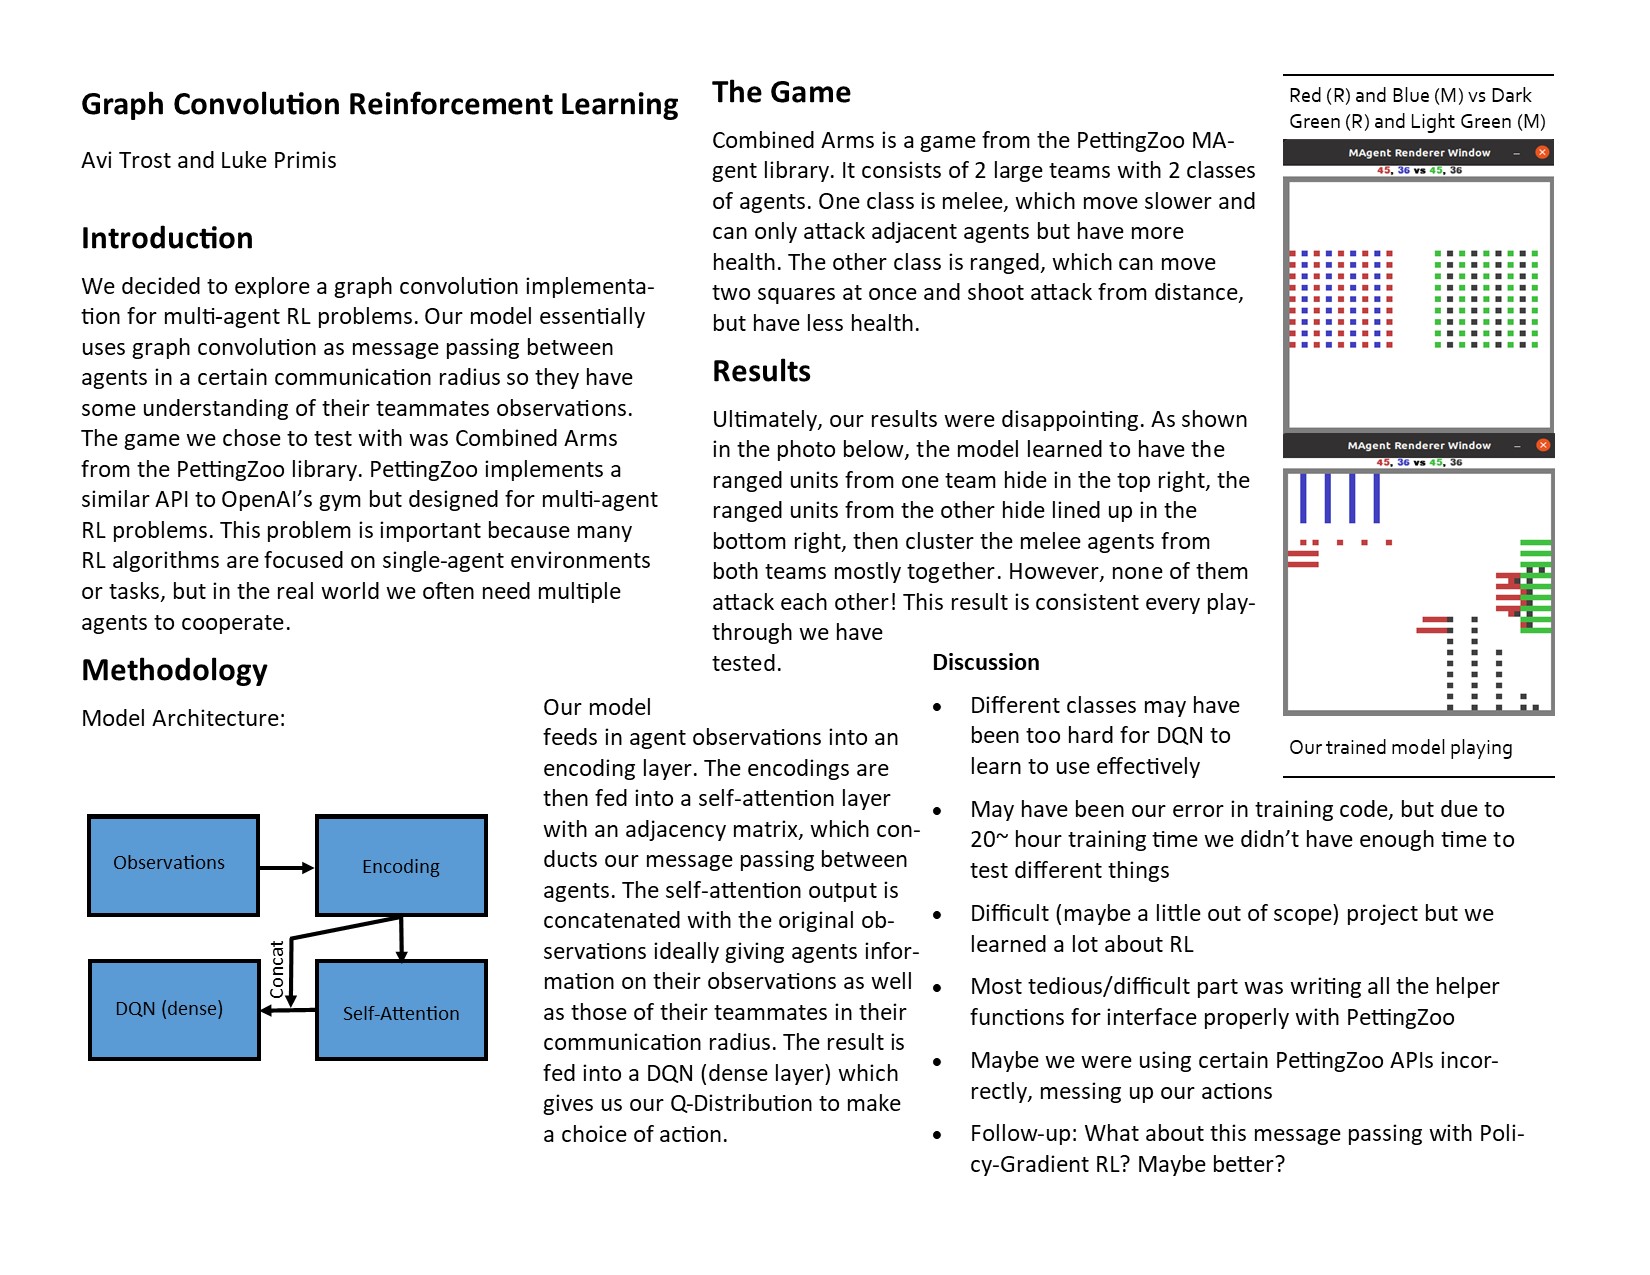 Graph Convolution Reinforcement Learning
Avi Trost and Luke Primis
Introduction
We decided to explore a graph convolution implementa-
tion for multi-agent RL problems. Our model essentially
uses graph convolution as message passing between
agents in a certain communication radius so they have
some understanding of their teammates observations.
The game we chose to test with was Combined Arms
from the PettingZoo library. PettingZoo implements a
similar API to OpenAI’s gym but designed for multi-agent
RL problems. This problem is important because many
RL algorithms are focused on single-agent environments
or tasks, but in the real world we often need multiple
agents to cooperate.
Methodology
Model Architecture:
Observations
Encoding
Concat
DQN (dense)
Self-Attention
Our model
feeds in agent observations into an
encoding layer. The encodings are
then fed into a self-attention layer
with an adjacency matrix, which con-
ducts our message passing between
agents. The self-attention output is
concatenated with the original ob-
servations ideally giving agents infor-
mation on their observations as well
as those of their teammates in their
communication radius. The result is
fed into a DQN (dense layer) which
gives us our Q-Distribution to make
a choice of action.
The Game
Combined Arms is a game from the PettingZoo MA-
gent library. It consists of 2 large teams with 2 classes
of agents. One class is melee, which move slower and
can only attack adjacent agents but have more
health. The other class is ranged, which can move
two squares at once and shoot attack from distance,
but have less health.
Results
Ultimately, our results were disappointing. As shown
in the photo below, the model learned to have the
ranged units from one team hide in the top right, the
ranged units from the other hide lined up in the
bottom right, then cluster the melee agents from
both teams mostly together. However, none of them
attack each other! This result is consistent every play-
through we have
tested.
Discussion
• Different classes may have
been too hard for DQN to
learn to use effectively
• May have been our error in training code, but due to
20~ hour training time we didn’t have enough time to
test different things
• Difficult (maybe a little out of scope) project but we
learned a lot about RL
• Most tedious/difficult part was writing all the helper
functions for interface properly with PettingZoo
• Maybe we were using certain PettingZoo APIs incor-
rectly, messing up our actions
• Follow-up: What about this message passing with Poli-
cy-Gradient RL? Maybe better?
Red (R) and Blue (M) vs Dark
Green (R) and Light Green (M)
MAgent Renderer Window
45, 36 vs 45, 36
MAgent Renderer Window
45, 36 vs 45, 36
Our trained model playing